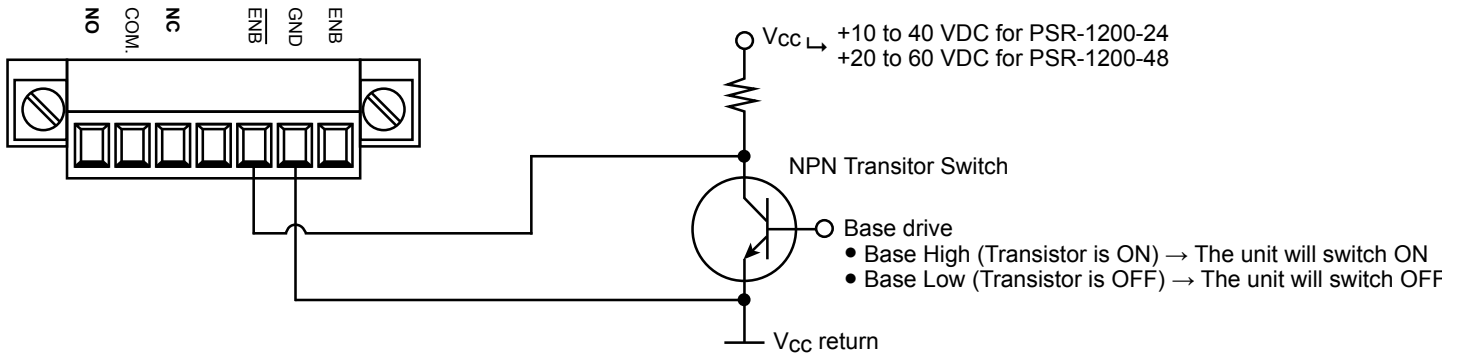 NO
COM.
NC
ENB
GND
ENB
VCC
+10 to 40 VDC for PSR-1200-24
+20 to 60 VDC for PSR-1200-48
NPN Transitor Switch
Base drive
• Base High (Transistor is ON) → The unit will switch ON
• Base Low (Transistor is OFF) → The unit will switch OFF
VCC return